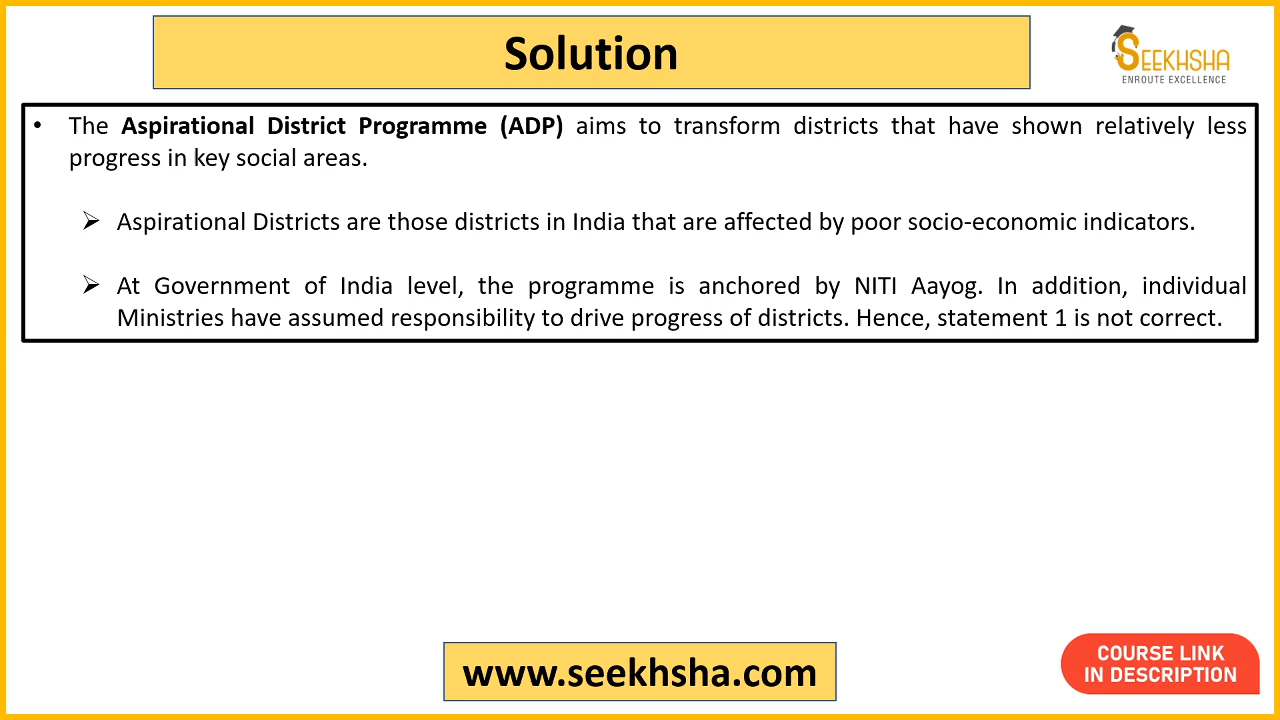 Solution
SEEKHSHA
ENROUTE EXCELLENCE
• The Aspirational District Programme (ADP) aims to transform districts that have shown relatively less
progress in key social areas.
➢ Aspirational Districts are those districts in India that are affected by poor socio-economic indicators.
➢ At Government of India level, the programme is anchored by NITI Aayog. In addition, individual
Ministries have assumed responsibility to drive progress of districts. Hence, statement 1 is not correct.
www.seekhsha.com
COURSE LINK
IN DESCRIPTION